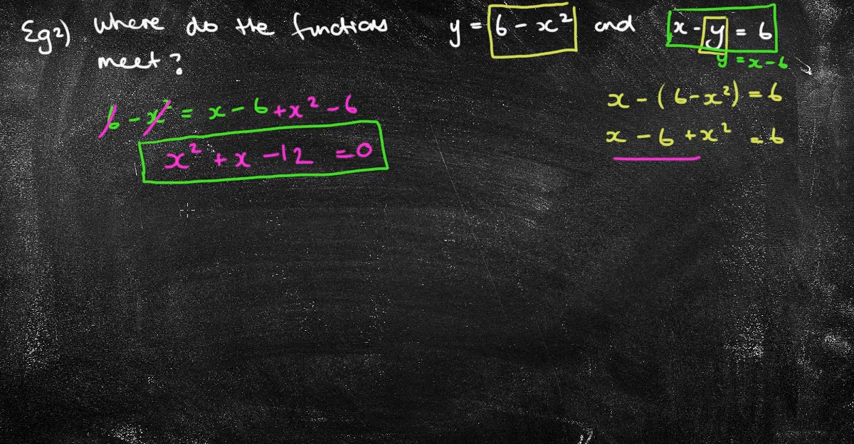 Eg2) Where do the functions y = 6 - x² and x - y = 6
meet?
y = x - 6
6 - x² = x - 6 + x² - 6
x² + x - 12 = 0
x - (6 - x²) = 6
x - 6 + x² = 6